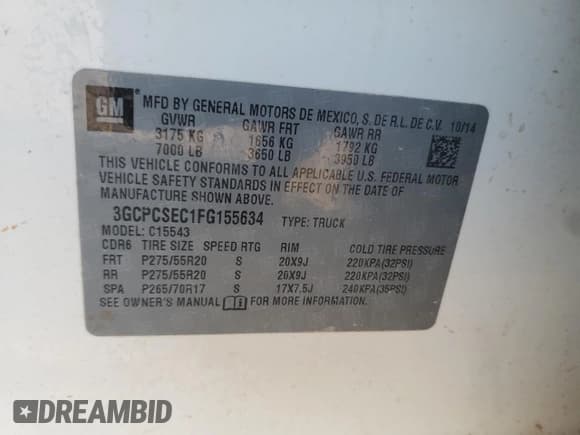 GM
MFD BY GENERAL MOTORS DE MEXICO, S. DE R.L. DE C.V. 10/14
GVWR GAWR FRT GAWR RR
3175 KG 1656 KG 1792 KG
7000 LB 3650 LB 3950 LB
THIS VEHICLE CONFORMS TO ALL APPLICABLE U.S. FEDERAL MOTOR
VEHICLE SAFETY STANDARDS IN EFFECT ON THE DATE OF
MANUFACTURE SHOWN ABOVE.
3GCPCSEC1FG155634 TYPE: TRUCK
MODEL: C15543
CDR6 TIRE SIZE SPEED RTG RIM COLD TIRE PRESSURE
FRT P275/55R20 S 20X9J 220KPA(32PSI)
RR P275/55R20 S 20X9J 220KPA(32PSI)
SPA P265/70R17 S 17X7.5J 240KPA(35PSI)
SEE OWNER'S MANUAL FOR MORE INFORMATION
DREAMBID